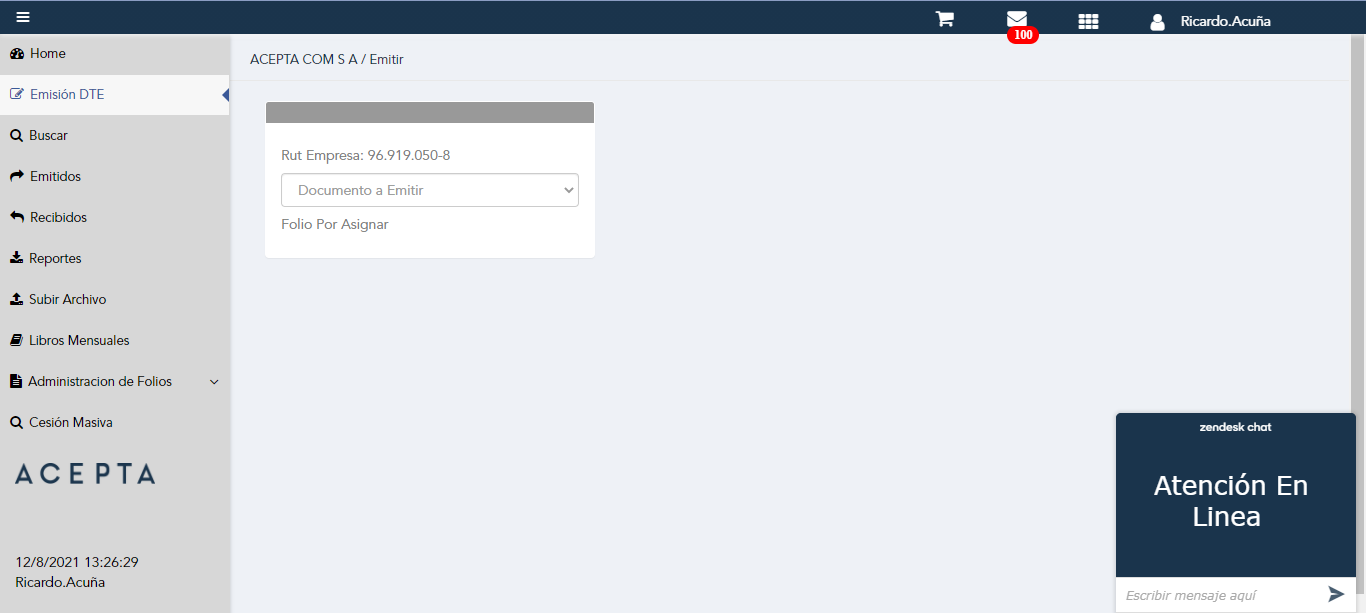 Ricardo.Acuña
100
Home
Emisión DTE
Buscar
Emitidos
Recibidos
Reportes
Subir Archivo
Libros Mensuales
Administracion de Folios
Cesión Masiva
ACEPTA
12/8/2021 13:26:29
Ricardo.Acuña
ACEPTA COM S A / Emitir
Rut Empresa: 96.919.050-8
Documento a Emitir
Folio Por Asignar
zendesk chat
Atención En
Linea
Escribir mensaje aquí